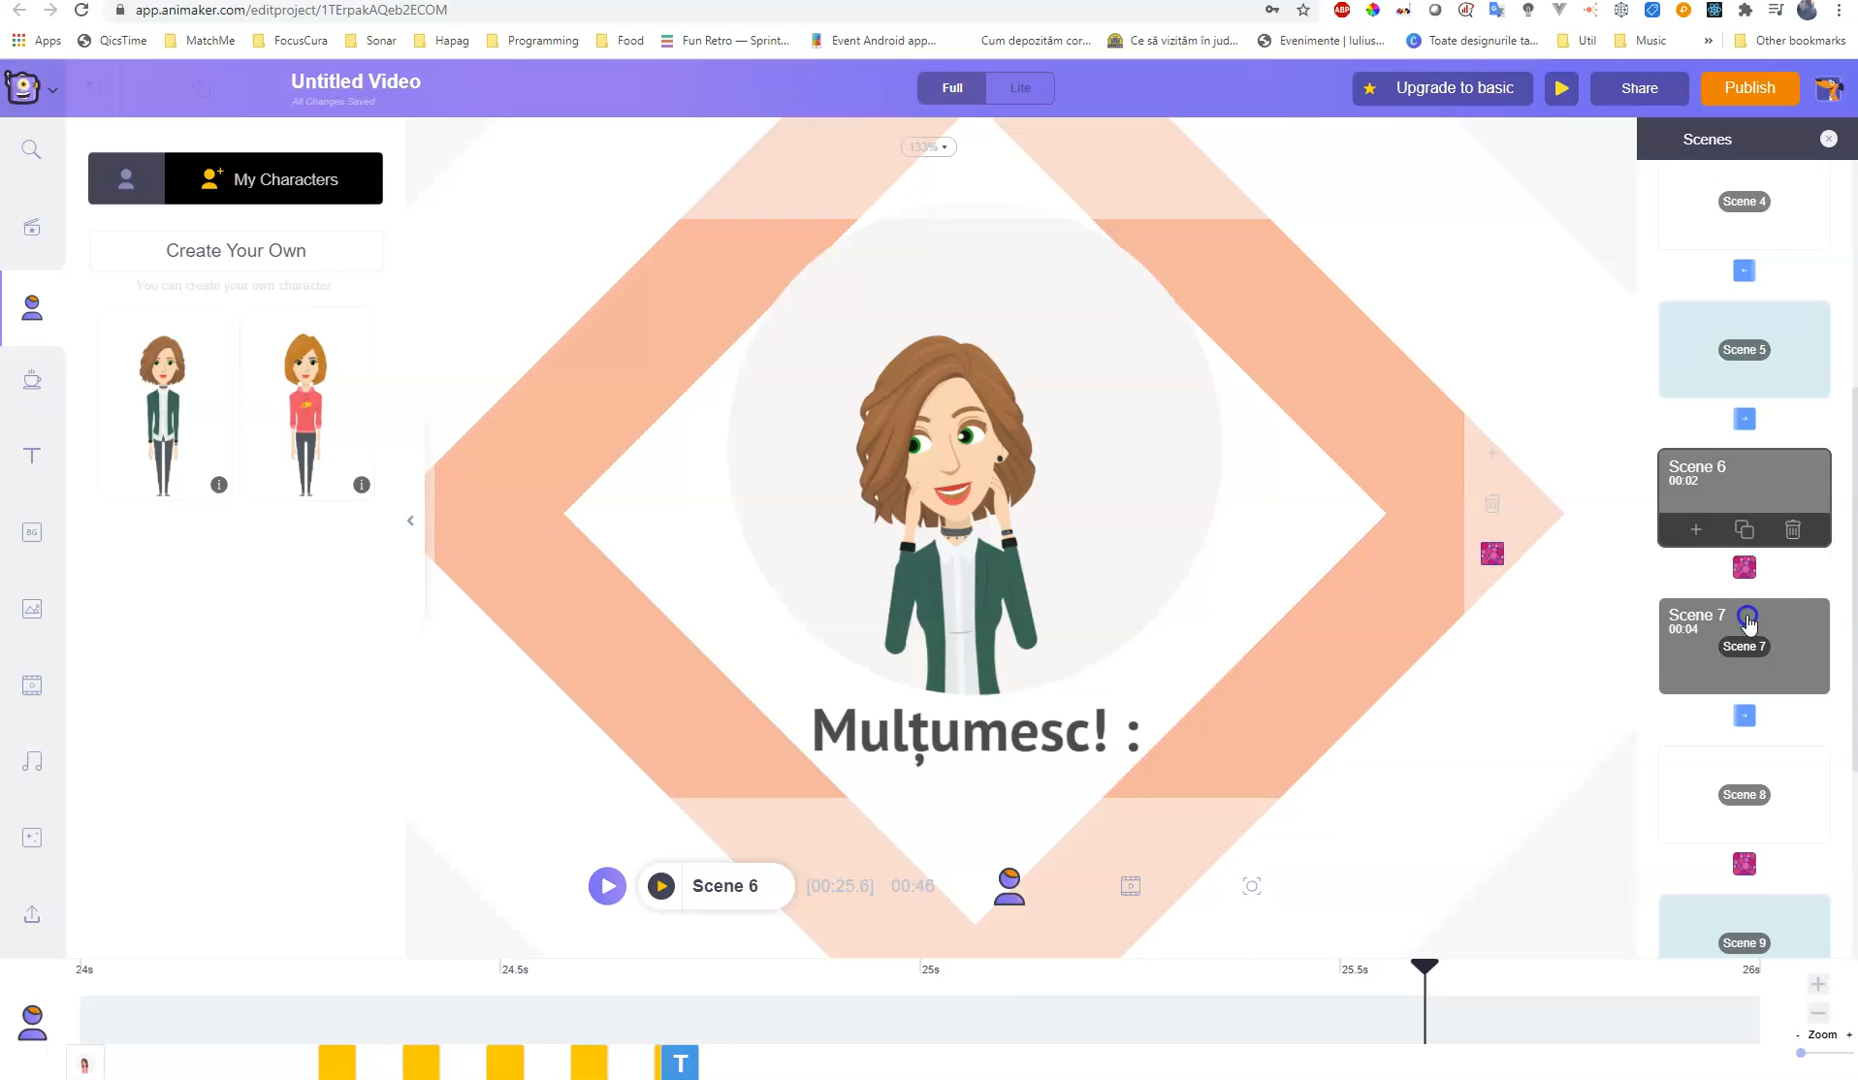 app.animaker.com/editproject/1TErpakAQeb2ECOM
ABP
Apps
QicsTime
MatchMe
FocusCura
Sonar
Hapag
Programming
Food
Fun Retro — Sprint...
Event Android app...
Cum depozităm cor...
Ce să vizităm în jud...
Evenimente | Iulius...
Toate designurile ta...
Util
Music
»
Other bookmarks
Untitled Video
All Changes Saved
Full
Lite
Upgrade to basic
Share
Publish
133%
Scenes
My Characters
Create Your Own
You can create your own character
Scene 4
Scene 5
Scene 6
00:02
Scene 7
00:04
Scene 7
Scene 8
Scene 9
T
BG
Mulțumesc! :
Scene 6
[00:25.6]
00:46
24s
24.5s
25s
25.5s
26s
- Zoom +
T